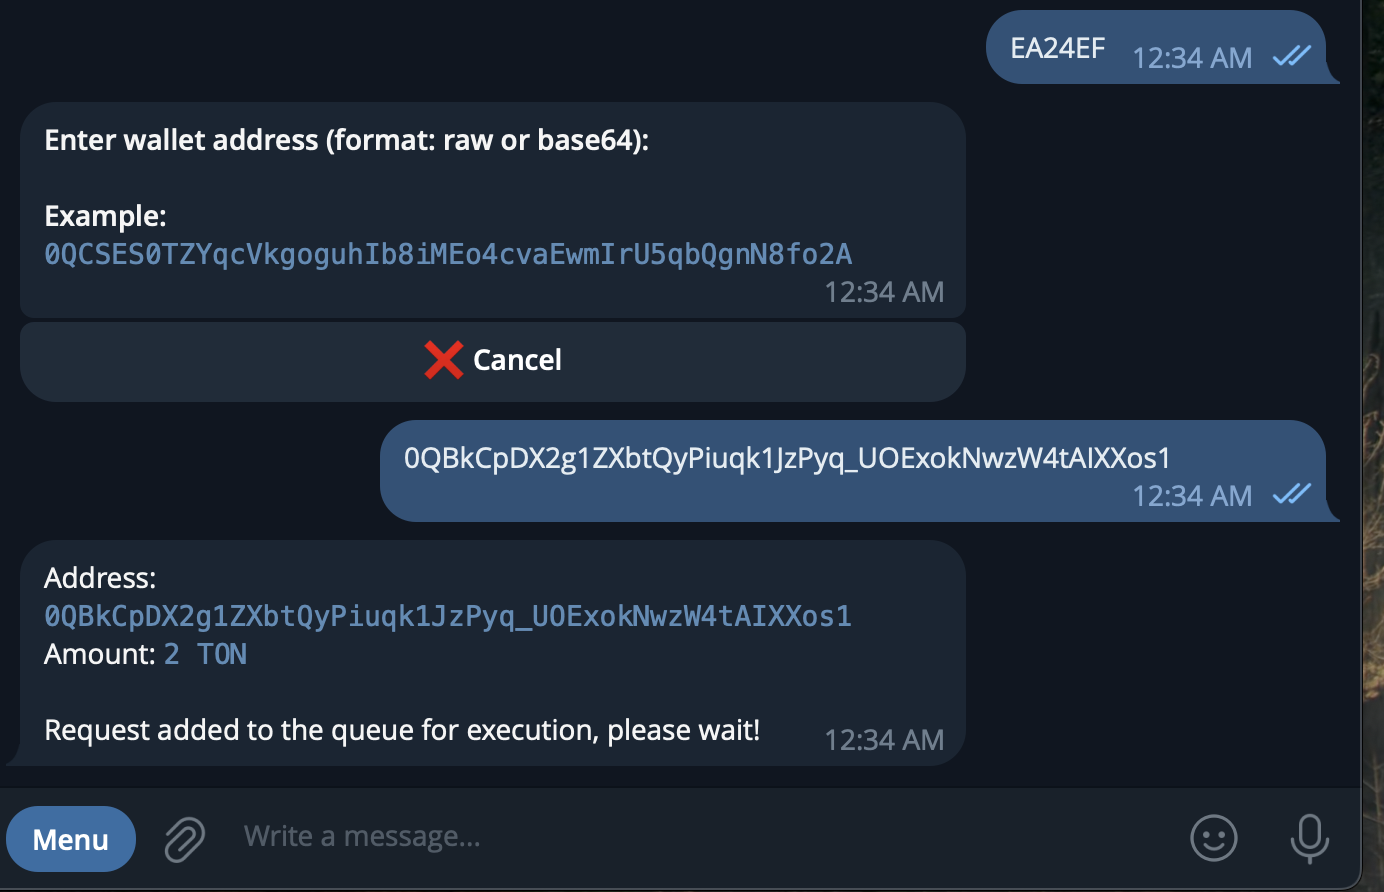 EA24EF
12:34 AM
Enter wallet address (format: raw or base64):
Example:
0QCSES0TZYqcVkgoguhIb8iMEo4cvaEwmIrU5qbQgnN8fo2A
12:34 AM
❌ Cancel
0QBkCpDX2g1ZXbtQyPiuqk1JzPyq_UOExokNwzW4tAIXXos1
12:34 AM
Address:
0QBkCpDX2g1ZXbtQyPiuqk1JzPyq_UOExokNwzW4tAIXXos1
Amount: 2 TON
Request added to the queue for execution, please wait!
12:34 AM
Menu
Write a message...